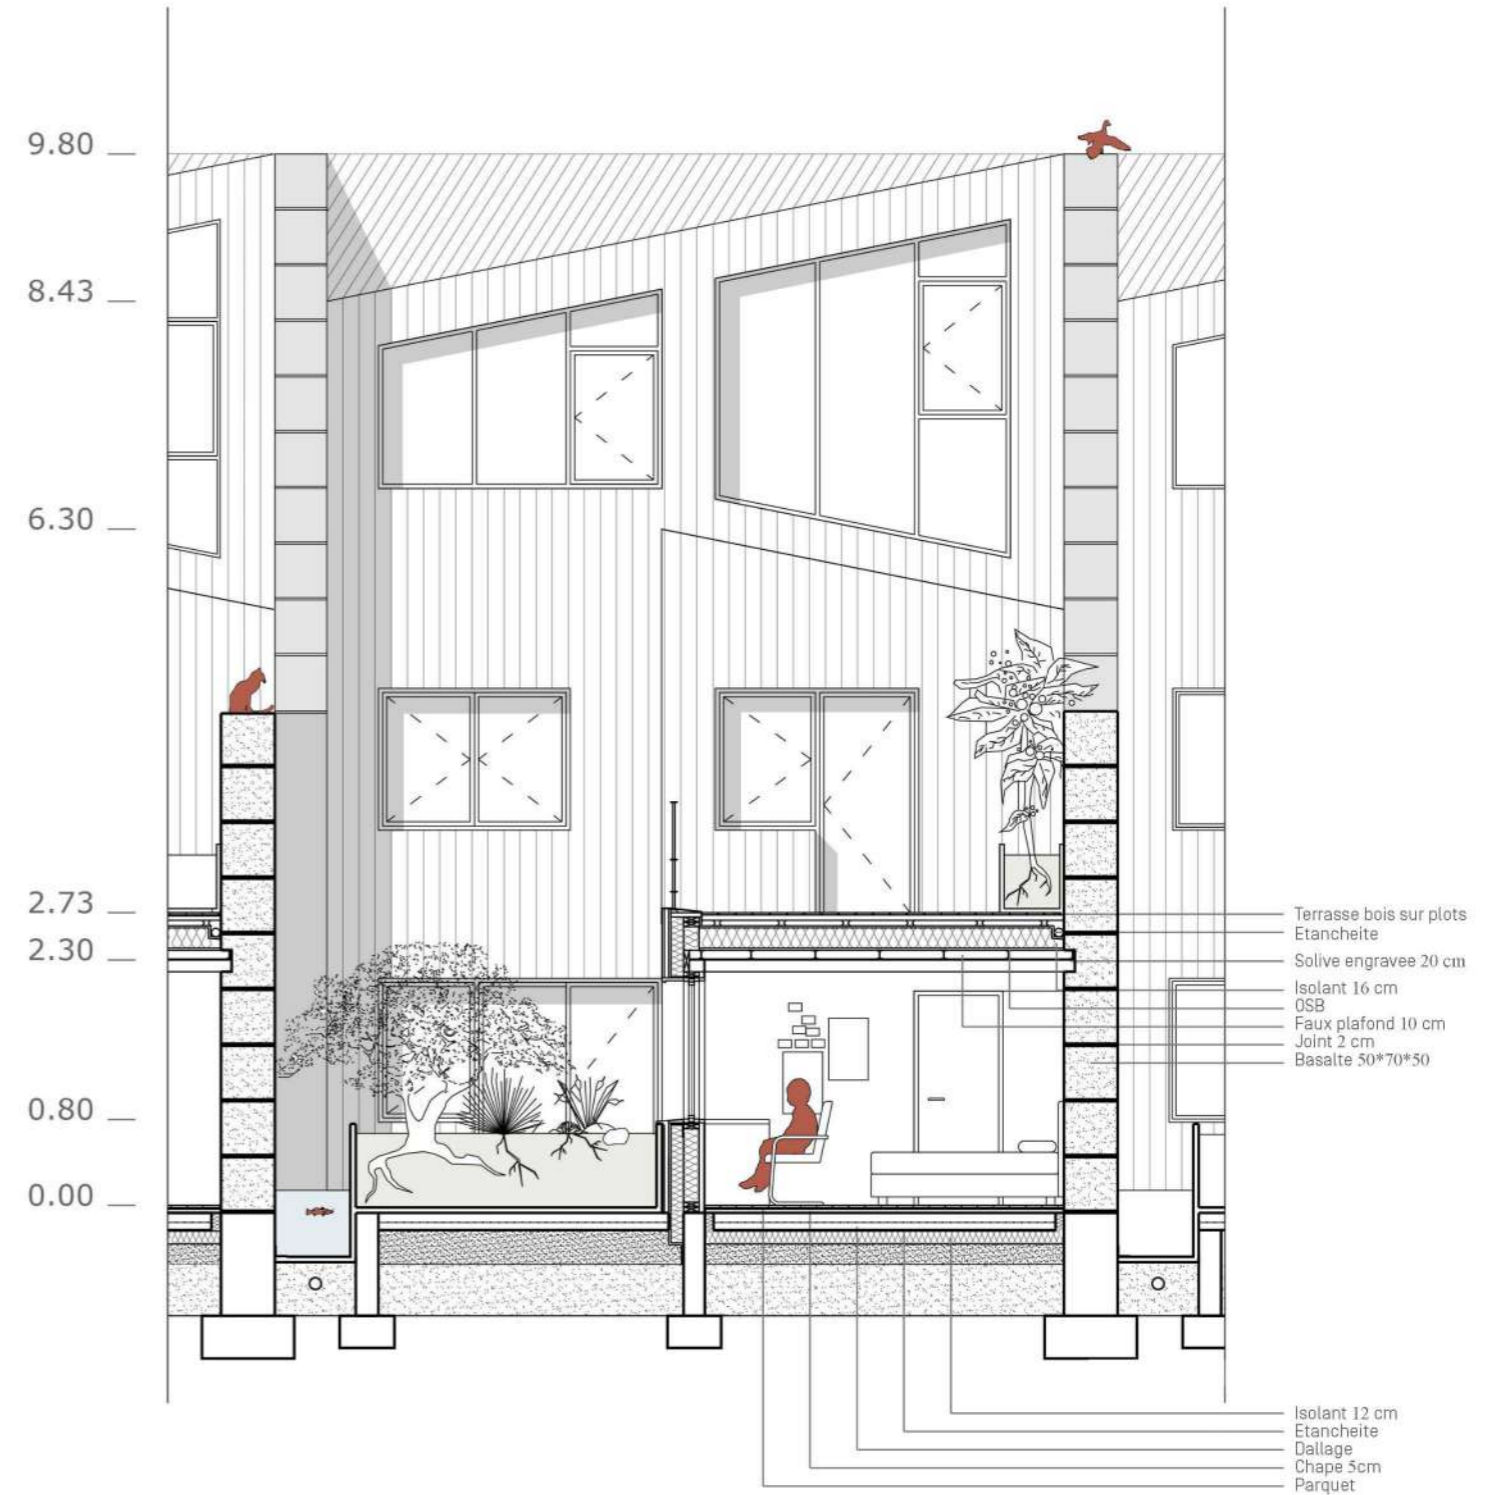 9.80
8.43
6.30
2.73
2.30
0.80
0.00
Terrasse bois sur plots
Etancheite
Solive engravee 20 cm
Isolant 16 cm
OSB
Faux plafond 10 cm
Joint 2 cm
Basalte 50*70*50
Isolant 12 cm
Etancheite
Dallage
Chape 5cm
Parquet